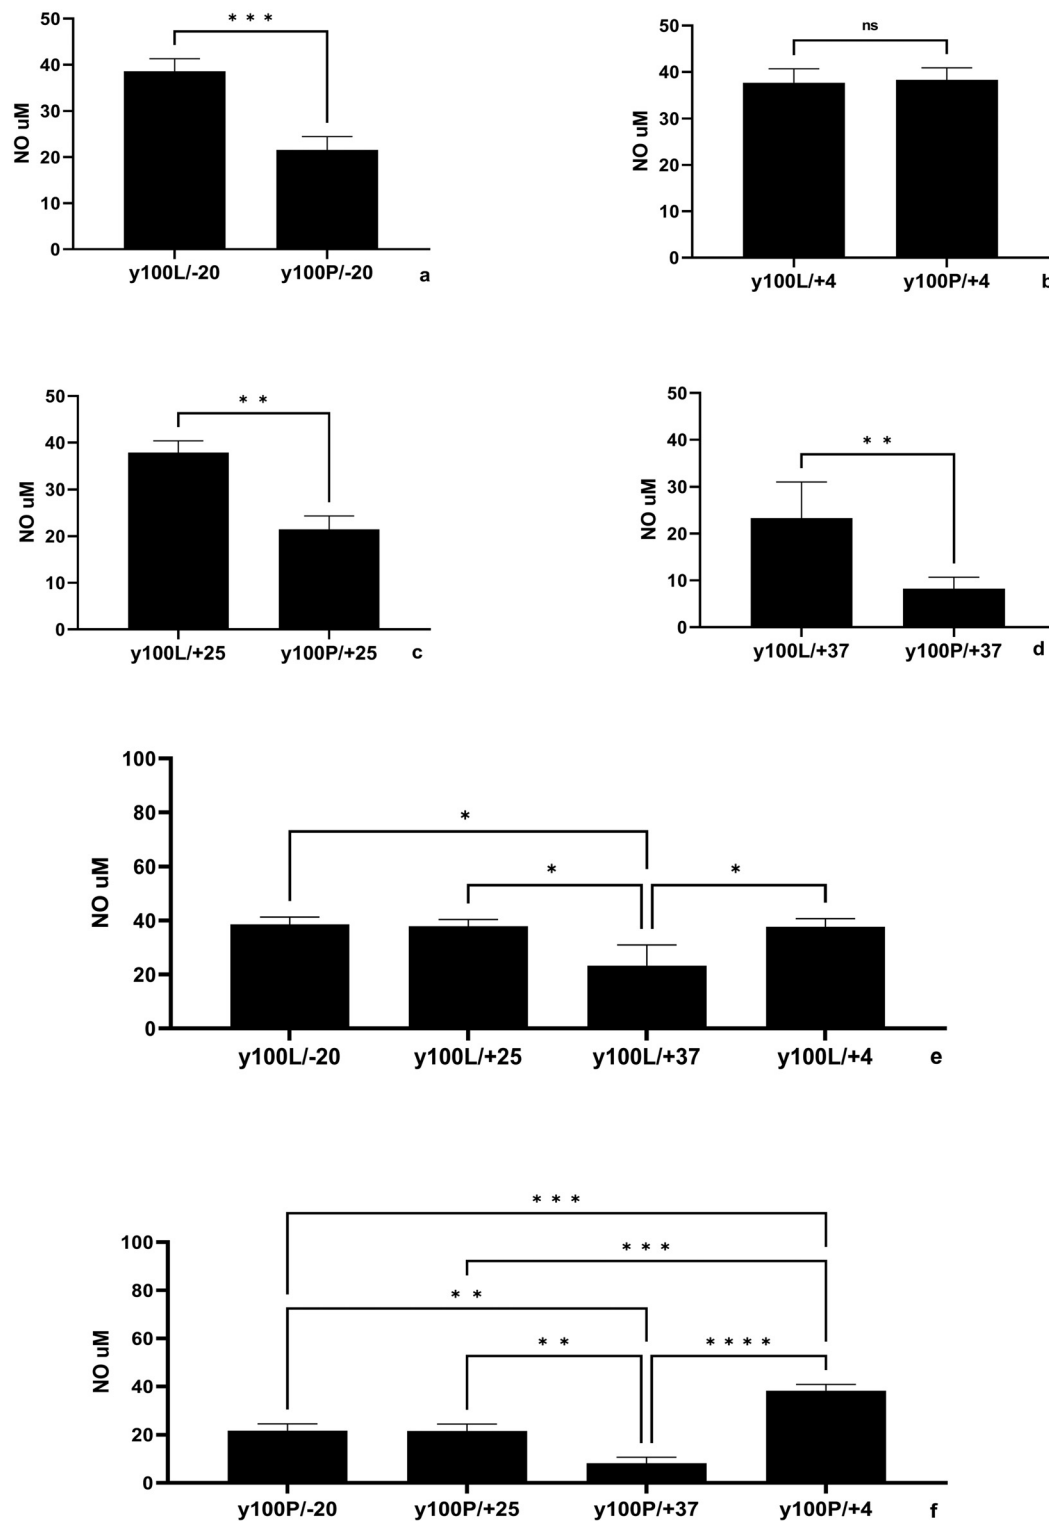 50
40
30
20
10
0
NO uM
* * *
y100L/-20 y100P/-20 a
50
40
30
20
10
0
NO uM
ns
y100L/+4 y100P/+4 b
50
40
30
20
10
0
NO uM
* *
y100L/+25 y100P/+25 c
50
40
30
20
10
0
NO uM
* *
y100L/+37 y100P/+37 d
100
80
60
40
20
0
NO uM
*
* *
y100L/-20 y100L/+25 y100L/+37 y100L/+4 e
100
80
60
40
20
0
NO uM
* * *
* * *
* *
* * * * * *
y100P/-20 y100P/+25 y100P/+37 y100P/+4 f